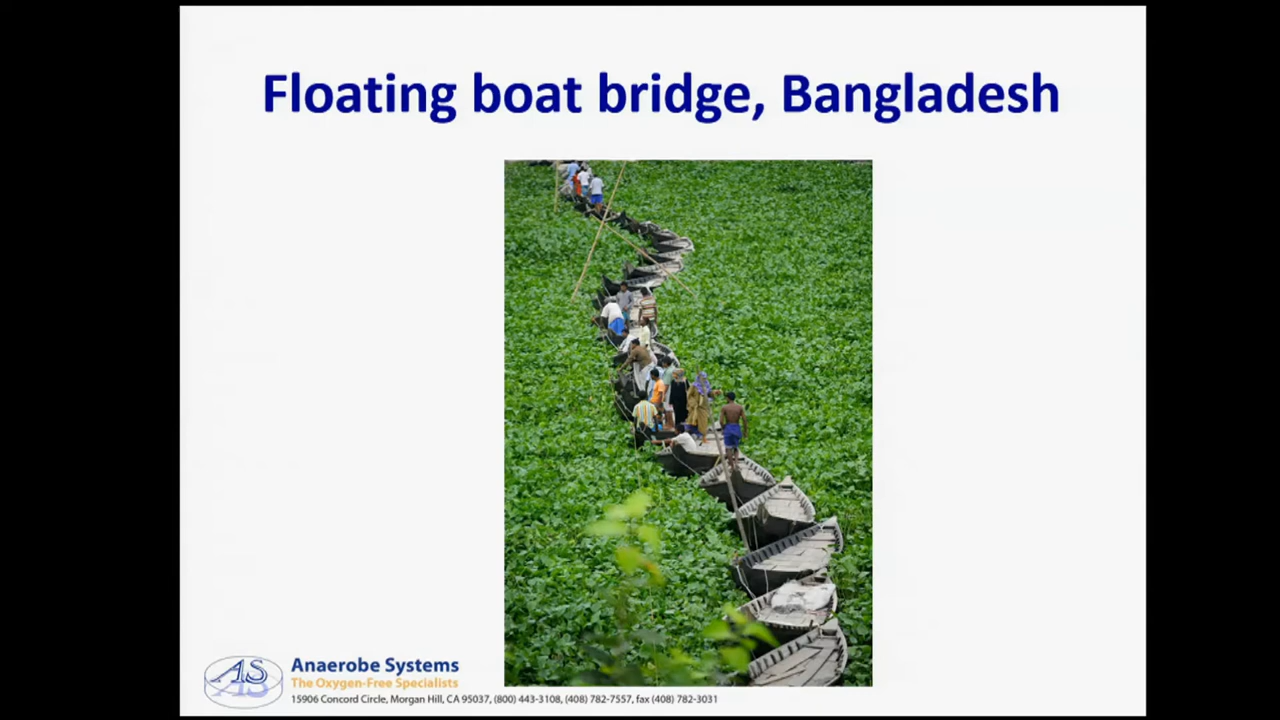 Floating boat bridge, Bangladesh
AS
Anaerobe Systems
The Oxygen-Free Specialists
15906 Concord Circle, Morgan Hill, CA 95037, (800) 443-3108, (408) 782-7557, fax (408) 782-3031